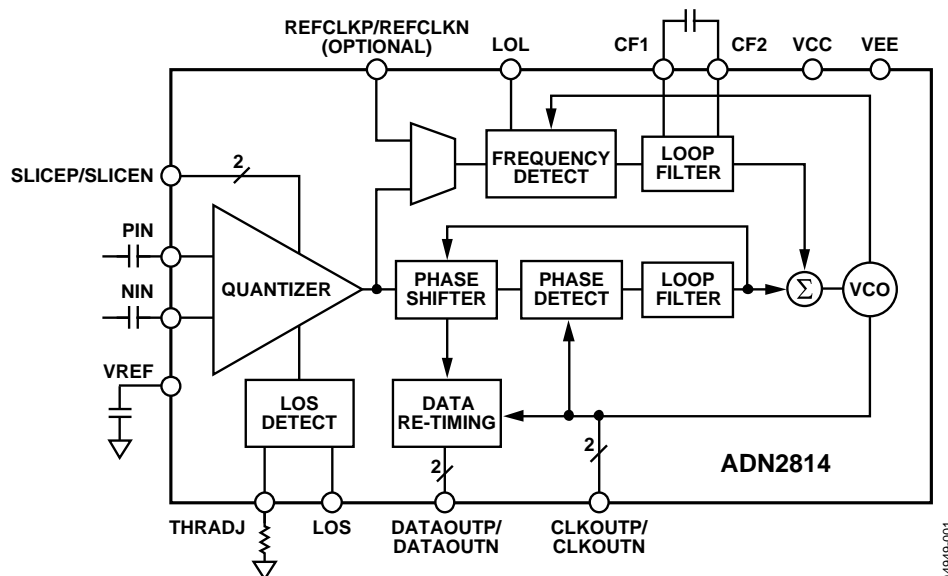 REFCLKP/REFCLKN
(OPTIONAL)
LOL
CF1
CF2
VCC
VEE
SLICEP/SLICEN
2
FREQUENCY
DETECT
LOOP
FILTER
PIN
NIN
QUANTIZER
PHASE
SHIFTER
PHASE
DETECT
LOOP
FILTER
Σ
VCO
VREF
LOS
DETECT
DATA
RE-TIMING
2
2
ADN2814
THRADJ
LOS
DATAOUTP/
DATAOUTN
CLKOUTP/
CLKOUTN